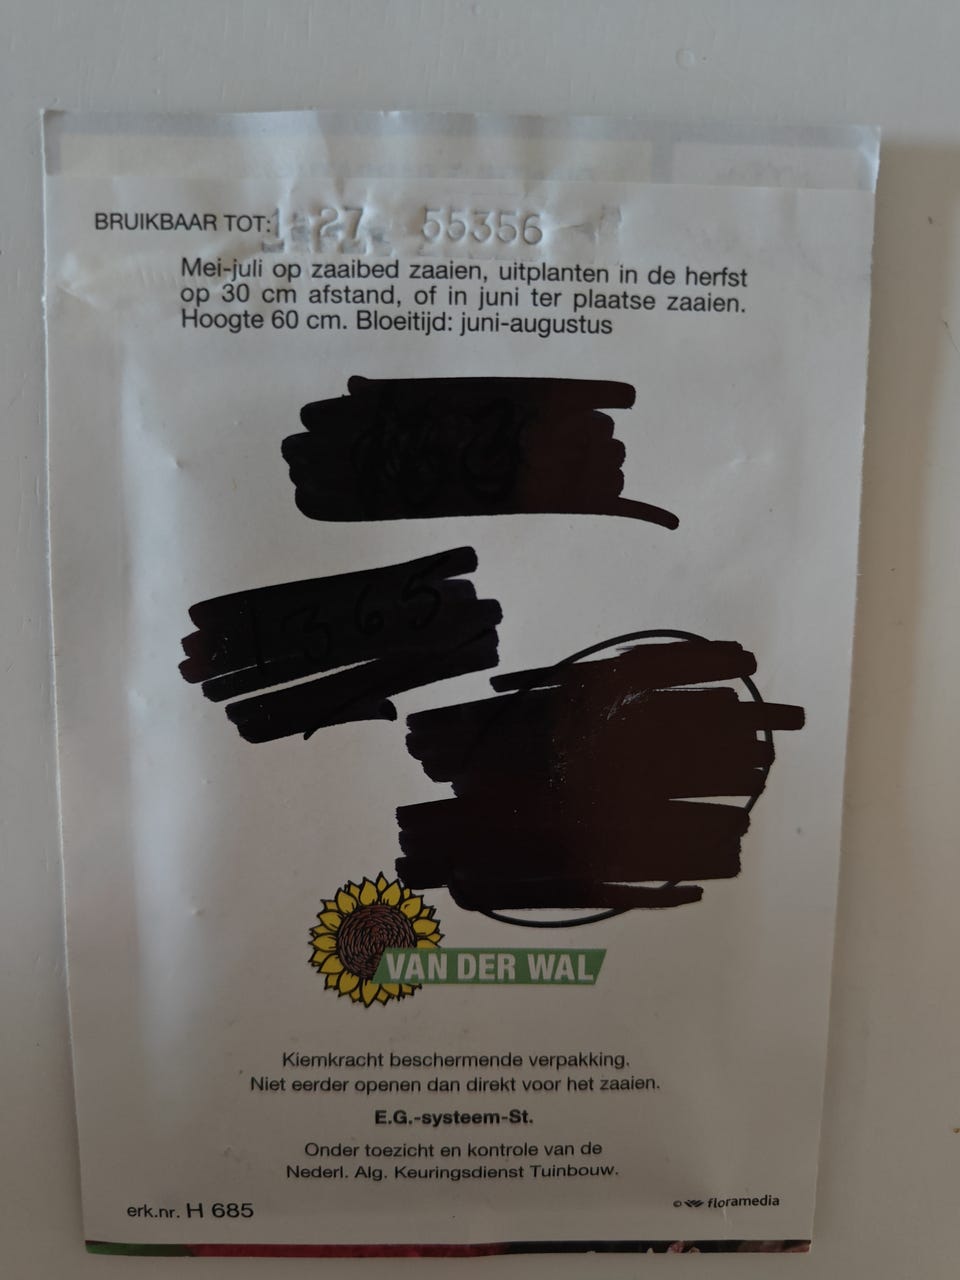 BRUIKBAAR TOT: 27 55356
Mei-juli op zaaibed zaaien, uitplanten in de herfst
op 30 cm afstand, of in juni ter plaatse zaaien.
Hoogte 60 cm. Bloeitijd: juni-augustus
1365
VAN DER WAL
Kiemkracht beschermende verpakking.
Niet eerder openen dan direkt voor het zaaien.
E.G.-systeem-St.
Onder toezicht en kontrole van de
Nederl. Alg. Keuringsdienst Tuinbouw.
erk.nr. H 685
© floramedia